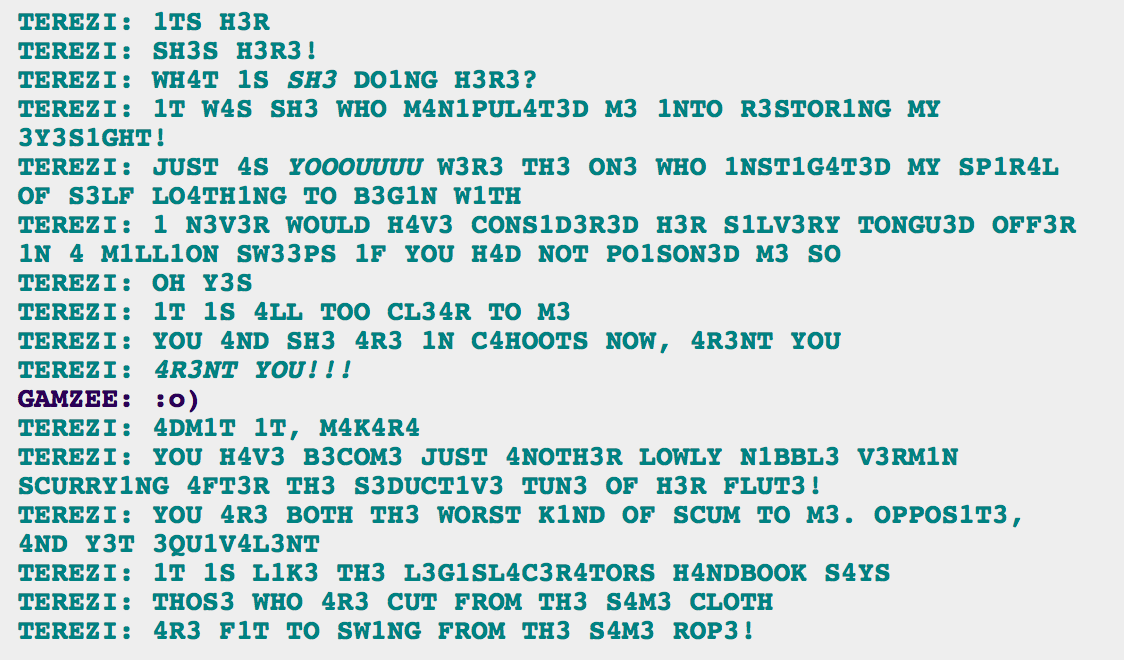 TEREZI: 1TS H3R
TEREZI: SH3S H3R3!
TEREZI: WH4T 1S SH3 DO1NG H3R3?
TEREZI: 1T W4S SH3 WHO M4N1PUL4T3D M3 1NTO R3STOR1NG MY
3Y3S1GHT!
TEREZI: JUST 4S YOOOUUUU W3R3 TH3 ON3 WHO 1NST1G4T3D MY SP1R4L
OF S3LF LO4TH1NG TO B3G1N W1TH
TEREZI: 1 N3V3R WOULD H4V3 CONS1D3R3D H3R S1LV3RY TONGU3D OFF3R
1N 4 M1LL1ON SW33PS 1F YOU H4D NOT PO1SON3D M3 SO
TEREZI: OH Y3S
TEREZI: 1T 1S 4LL TOO CL34R TO M3
TEREZI: YOU 4ND SH3 4R3 1N C4HOOTS NOW, 4R3NT YOU
TEREZI: 4R3NT YOU!!!
GAMZEE: :o)
TEREZI: 4DM1T 1T, M4K4R4
TEREZI: YOU H4V3 B3COM3 JUST 4NOTH3R LOWLY N1BBL3 V3RM1N
SCURRY1NG 4FT3R TH3 S3DUCT1V3 TUN3 OF H3R FLUT3!
TEREZI: YOU 4R3 BOTH TH3 WORST K1ND OF SCUM TO M3. OPPOS1T3,
4ND Y3T 3QU1V4L3NT
TEREZI: 1T 1S L1K3 TH3 L3G1SL4C3R4TORS H4NDBOOK S4YS
TEREZI: THOS3 WHO 4R3 CUT FROM TH3 S4M3 CLOTH
TEREZI: 4R3 F1T TO SW1NG FROM TH3 S4M3 ROP3!